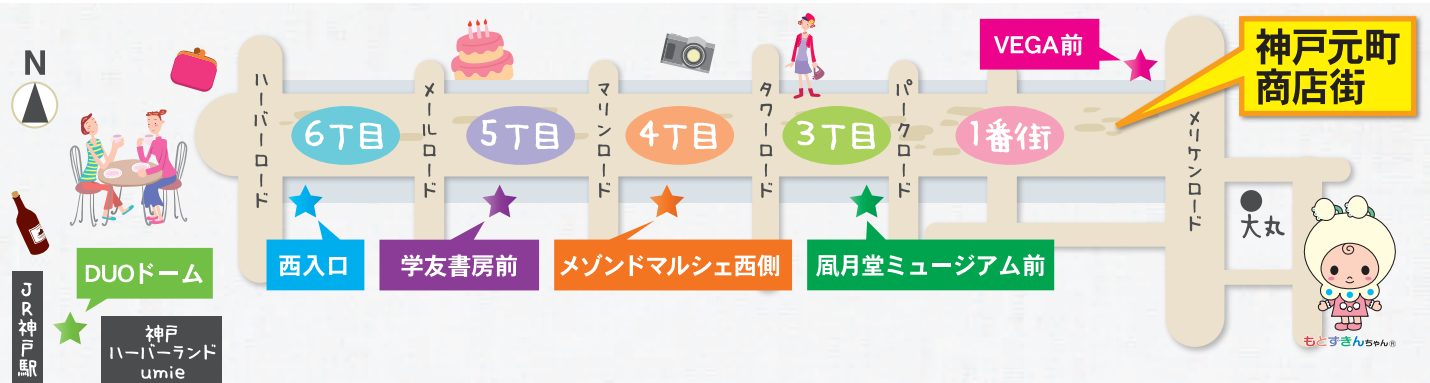 N
ハーバーロード
メールロード
マリンロード
タワーロード
パークロード
メリケンロード
VEGA前
神戸元町
商店街
6丁目
5丁目
4丁目
3丁目
1番街
西入口
学友書房前
メゾンドマルシェ西側
凮月堂ミュージアム前
大丸
DUOドーム
JR神戸駅
神戸
ハーバーランド
umie
もとずきんちゃん®